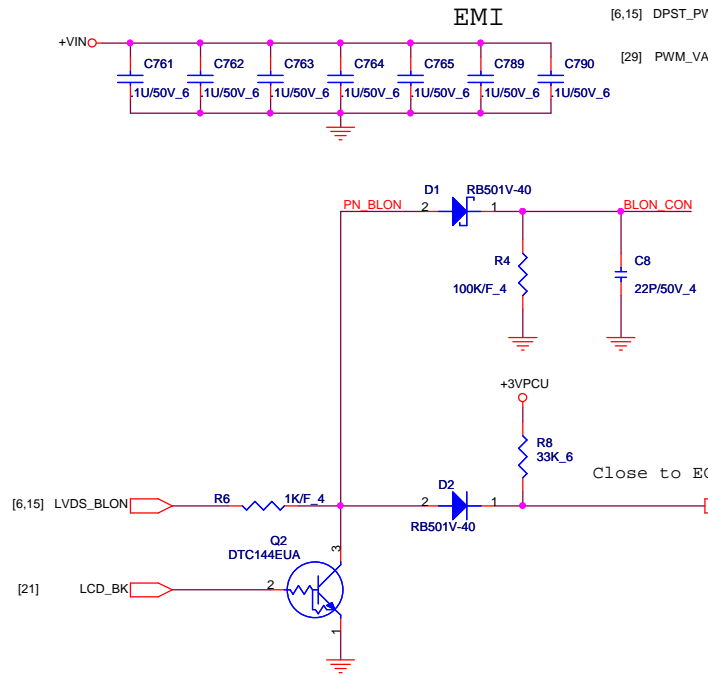 EMI
[6,15] DPST_PW
+VIN
[29] PWM_VA
C761 C762 C763 C764 C765 C789 C790
.1U/50V_6 .1U/50V_6 .1U/50V_6 .1U/50V_6 .1U/50V_6 .1U/50V_6 .1U/50V_6
D1 RB501V-40
PN_BLON 2 1 BLON_CON
R4 C8
100K/F_4 22P/50V_4
+3VPCU
R8
33K_6
Close to EC
D2
[6,15] LVDS_BLON R6 1K/F_4 2 1
RB501V-40
Q2
DTC144EUA
3
[21] LCD_BK 2
1